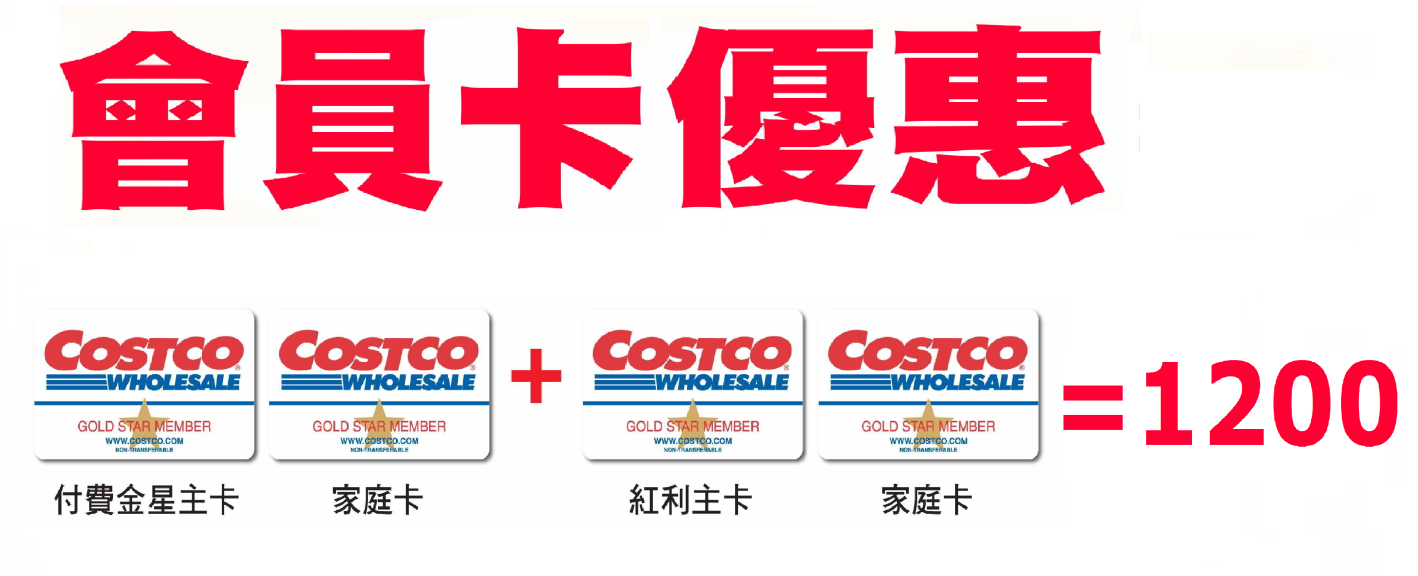 會員卡優惠
COSTCO
WHOLESALE
GOLD STAR MEMBER
WWW.COSTCO.COM
NON-TRANSFERABLE
付費金星主卡
COSTCO
WHOLESALE
GOLD STAR MEMBER
WWW.COSTCO.COM
NON-TRANSFERABLE
家庭卡
+
COSTCO
WHOLESALE
GOLD STAR MEMBER
WWW.COSTCO.COM
NON-TRANSFERABLE
紅利主卡
COSTCO
WHOLESALE
GOLD STAR MEMBER
WWW.COSTCO.COM
NON-TRANSFERABLE
家庭卡
=1200